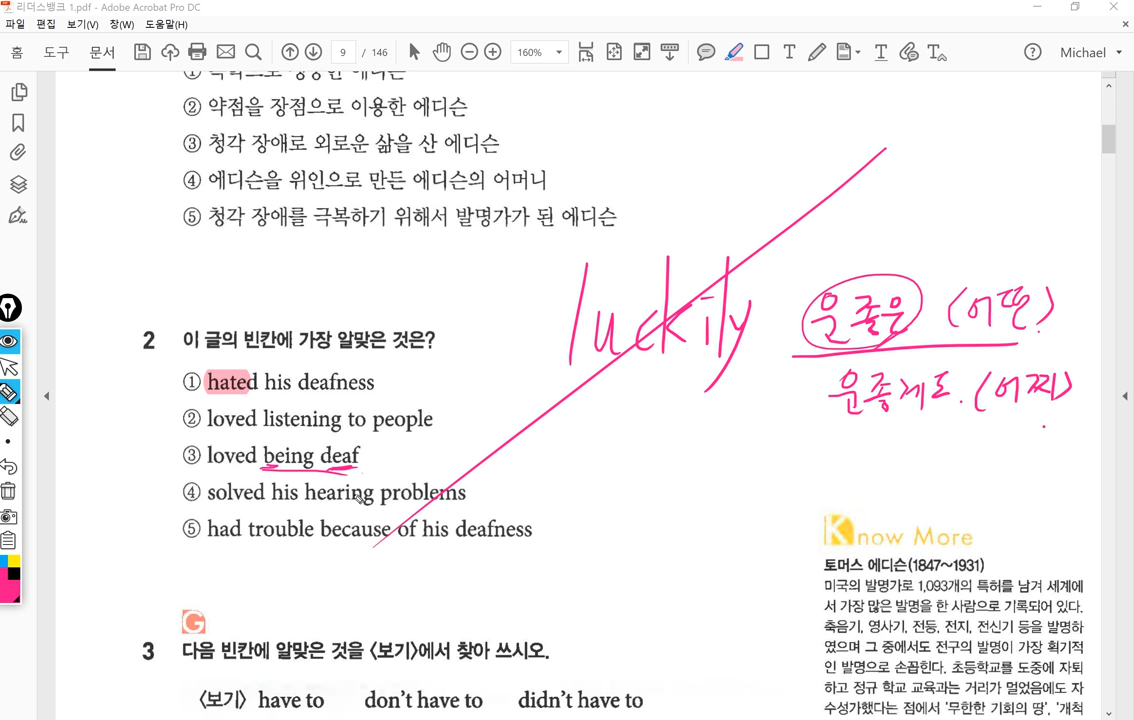 리더스뱅크 1.pdf - Adobe Acrobat Pro DC
파일 편집 보기(V) 창(W) 도움말(H)
홈 도구 문서 9 / 146 160% Michael
② 약점을 장점으로 이용한 에디슨
③ 청각 장애로 외로운 삶을 산 에디슨
④ 에디슨을 위인으로 만든 에디슨의 어머니
⑤ 청각 장애를 극복하기 위해서 발명가가 된 에디슨
luckily 운 좋은 (어떤)
운좋게도. (어찌)
2 이 글의 빈칸에 가장 알맞은 것은?
① hated his deafness
② loved listening to people
③ loved being deaf
④ solved his hearing problems
⑤ had trouble because of his deafness
Know More
토머스 에디슨(1847~1931)
미국의 발명가로 1,093개의 특허를 남겨 세계에
서 가장 많은 발명을 한 사람으로 기록되어 있다.
축음기, 영사기, 전등, 전지, 전신기 등을 발명하
였으며 그 중에서도 전구의 발명이 가장 획기적
인 발명으로 손꼽힌다. 초등학교를 도중에 자퇴
하고 정규 학교 교육과는 거리가 멀었음에도 자
수성가했다는 점에서 '무한한 기회의 땅', '개척
G
3 다음 빈칸에 알맞은 것을 〈보기〉에서 찾아 쓰시오.
〈보기〉 have to don't have to didn't have to